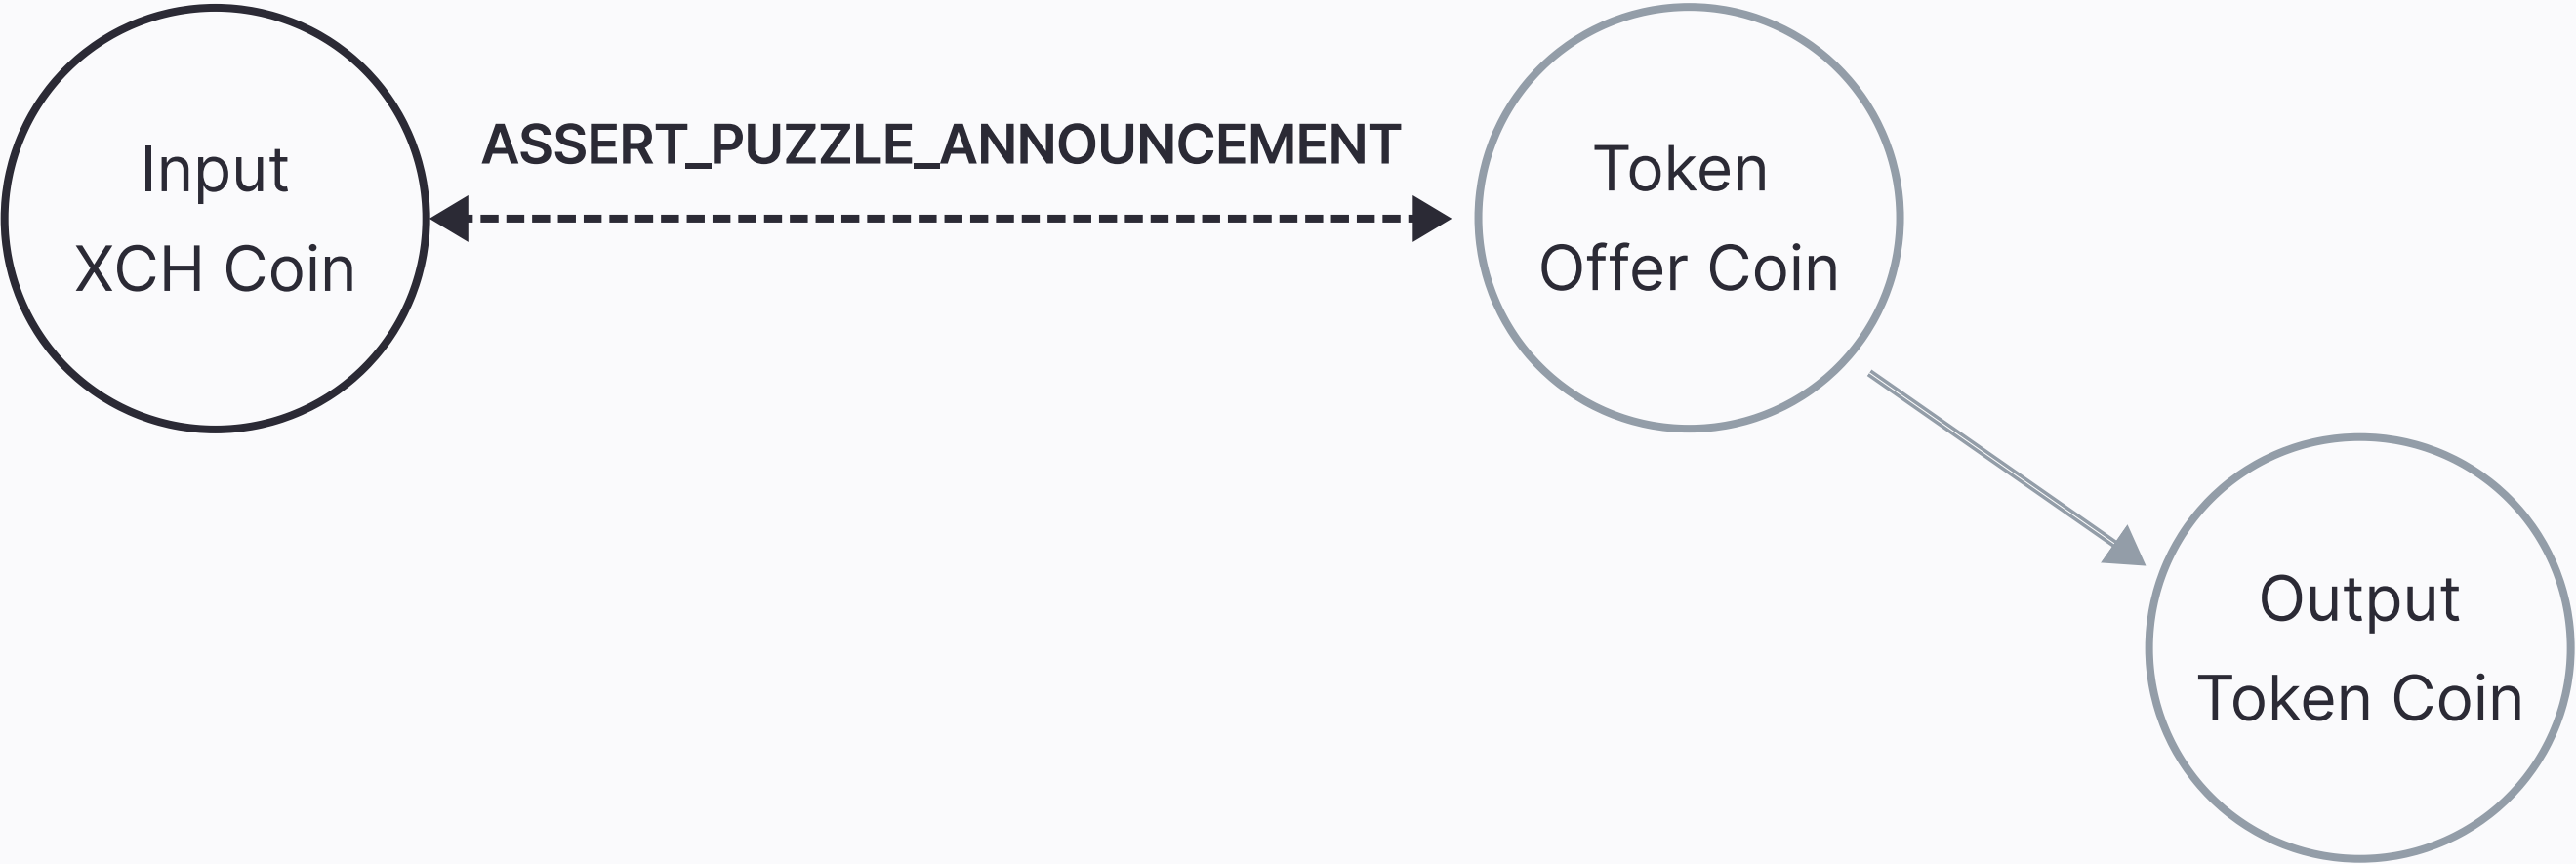 Input
XCH Coin
ASSERT_PUZZLE_ANNOUNCEMENT
Token
Offer Coin
Output
Token Coin